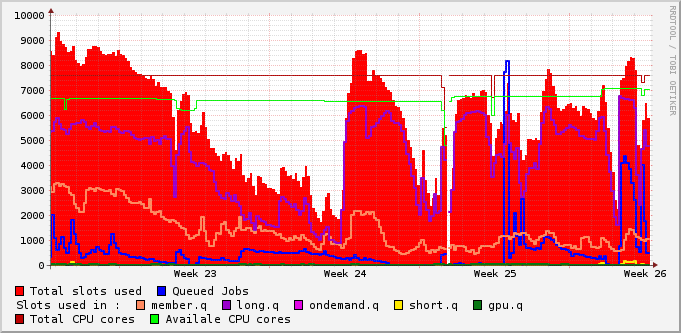 10000
9000
8000
7000
6000
5000
4000
3000
2000
1000
0
Week 23 Week 24 Week 25 Week 26
Total slots used Queued Jobs
Slots used in : member.q long.q ondemand.q short.q gpu.q
Total CPU cores Availale CPU cores
RRDTOOL / TOBI OETIKER